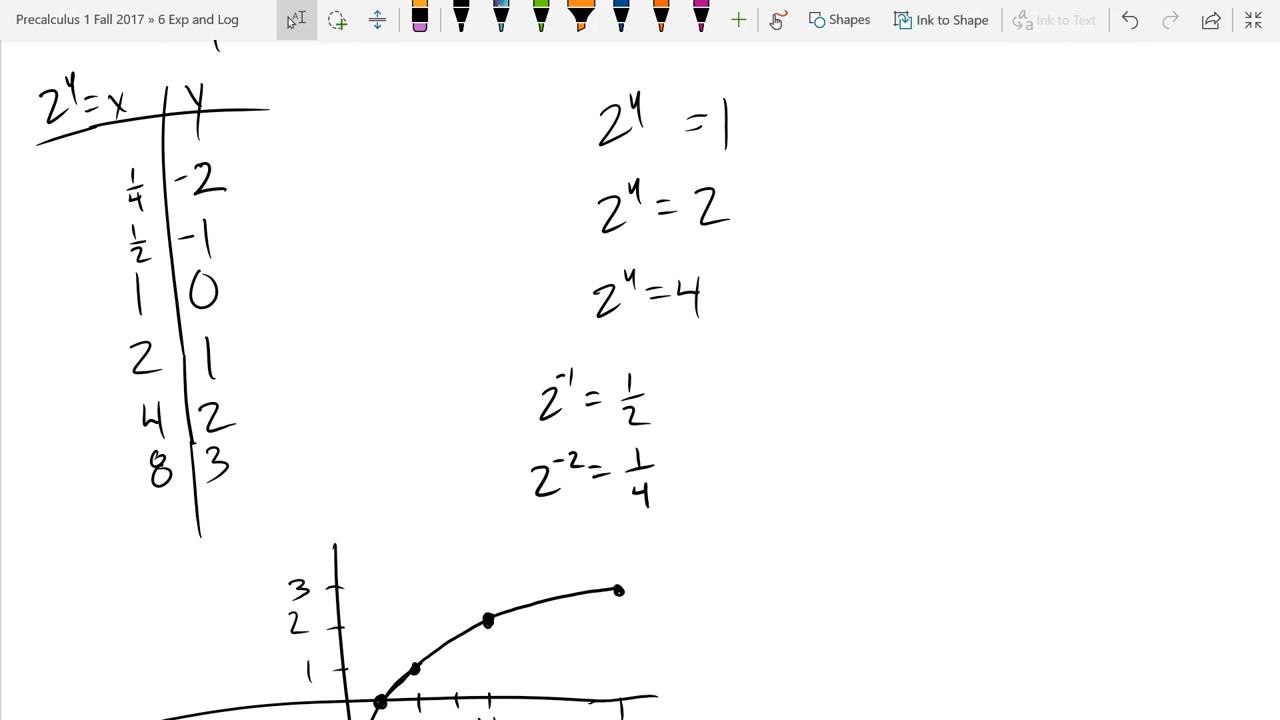 Precalculus 1 Fall 2017 » 6 Exp and Log
Shapes
Ink to Shape
Ink to Text
2^y = x | y
1/4 | -2
1/2 | -1
1 | 0
2 | 1
4 | 2
8 | 3
2^y = 1
2^y = 2
2^y = 4
2^-1 = 1/2
2^-2 = 1/4
3
2
1